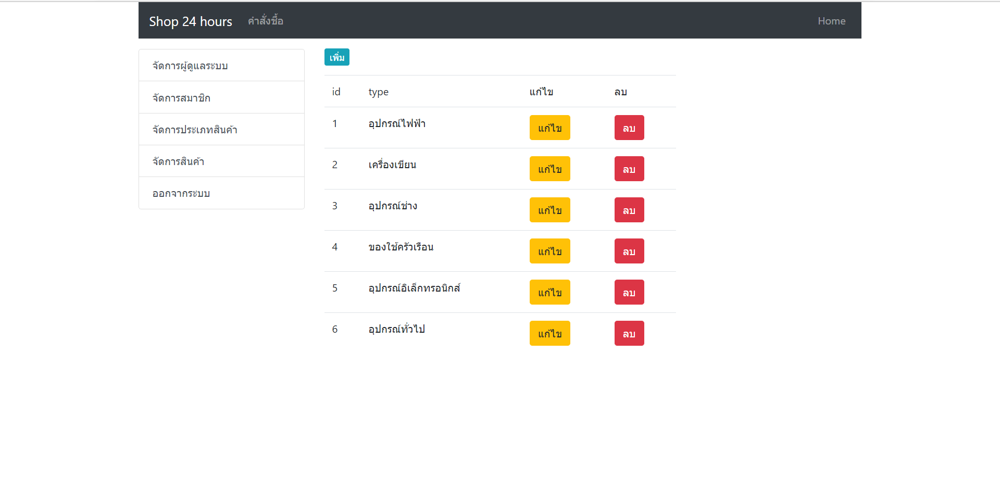 Shop 24 hours คำสั่งซื้อ Home
จัดการผู้ดูแลระบบ
จัดการสมาชิก
จัดการประเภทสินค้า
จัดการสินค้า
ออกจากระบบ
เพิ่ม
id type แก้ไข ลบ
1 อุปกรณ์ไฟฟ้า แก้ไข ลบ
2 เครื่องเขียน แก้ไข ลบ
3 อุปกรณ์ช่าง แก้ไข ลบ
4 ของใช้ครัวเรือน แก้ไข ลบ
5 อุปกรณ์อิเล็กทรอนิกส์ แก้ไข ลบ
6 อุปกรณ์ทั่วไป แก้ไข ลบ